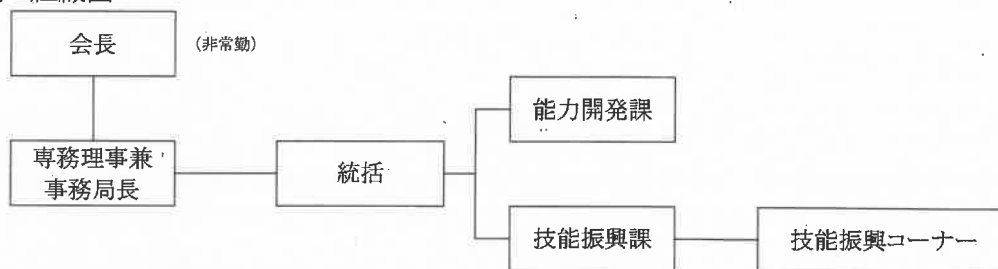 会長
(非常勤)
能力開発課
専務理事兼
事務局長
統括
技能振興課
技能振興コーナー